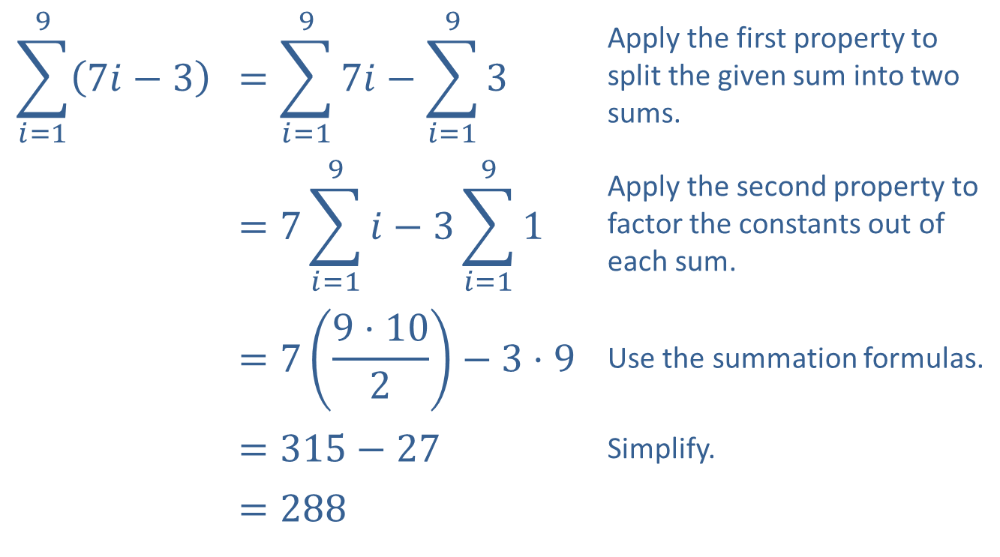 $\sum_{i=1}^{9}(7i-3) = \sum_{i=1}^{9}7i - \sum_{i=1}^{9}3$ Apply the first property to
split the given sum into two
sums.
$= 7\sum_{i=1}^{9}i - 3\sum_{i=1}^{9}1$ Apply the second property to
factor the constants out of
each sum.
$= 7\left(\frac{9 \cdot 10}{2}\right) - 3 \cdot 9$ Use the summation formulas.
$= 315 - 27$ Simplify.
$= 288$